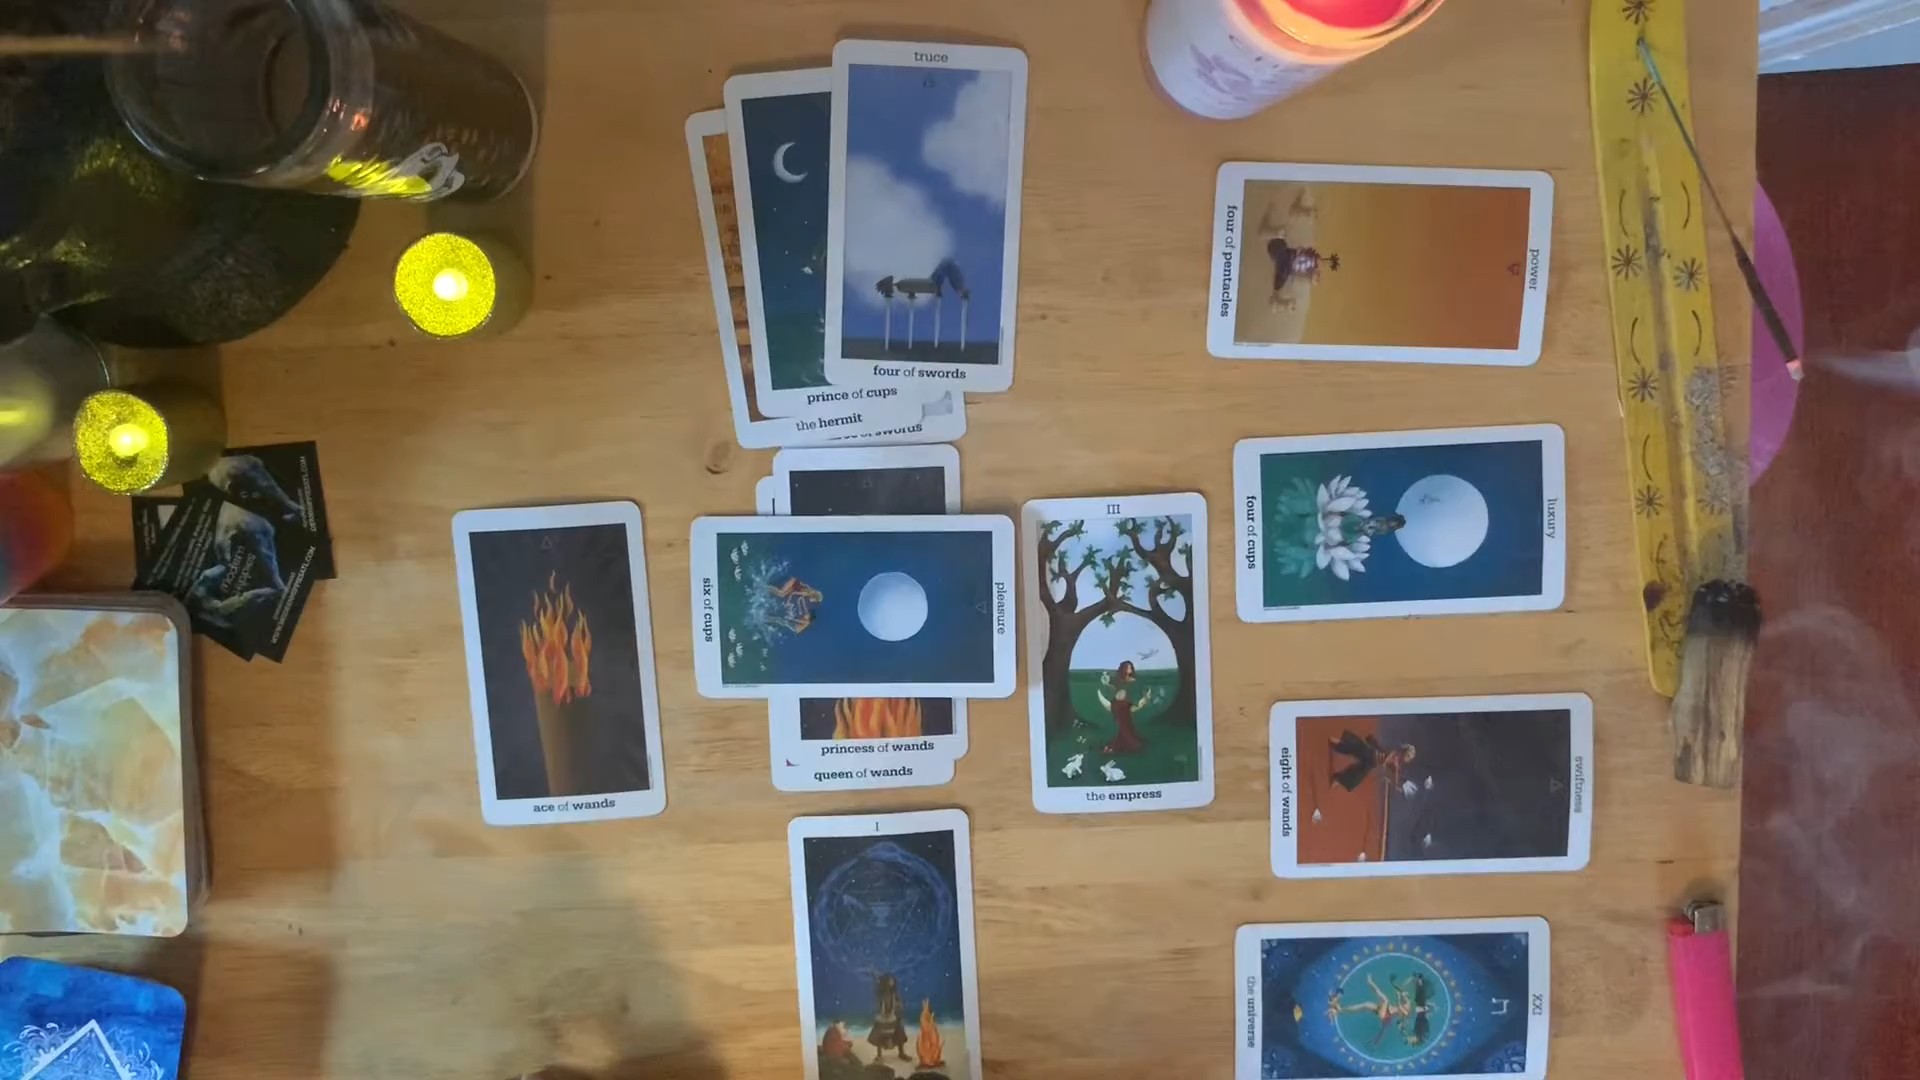 truce
four of swords
prince of cups
the hermit
of swords
power
four of pentacles
luxury
four of cups
pleasure
six of cups
III
the empress
ace of wands
princess of wands
queen of wands
swiftness
eight of wands
I
XXI
the universe